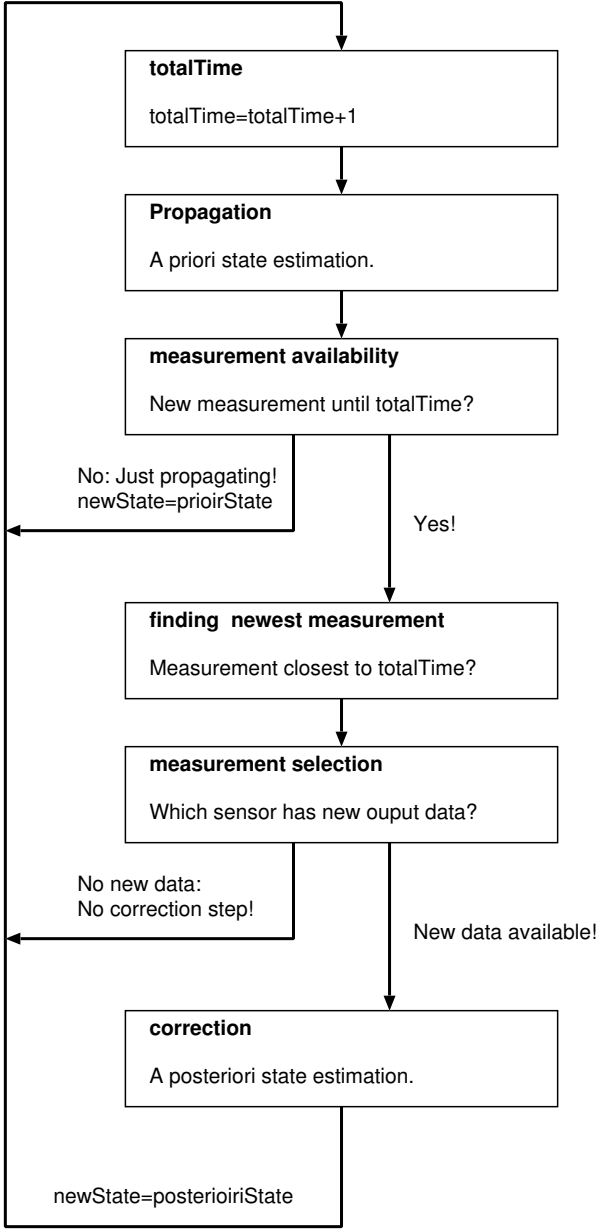 totalTime
totalTime=totalTime+1
Propagation
A priori state estimation.
measurement availability
New measurement until totalTime?
No: Just propagating!
newState=prioirState
Yes!
finding  newest measurement
Measurement closest to totalTime?
measurement selection
Which sensor has new ouput data?
No new data:
No correction step!
New data available!
correction
A posteriori state estimation.
newState=posterioiriState